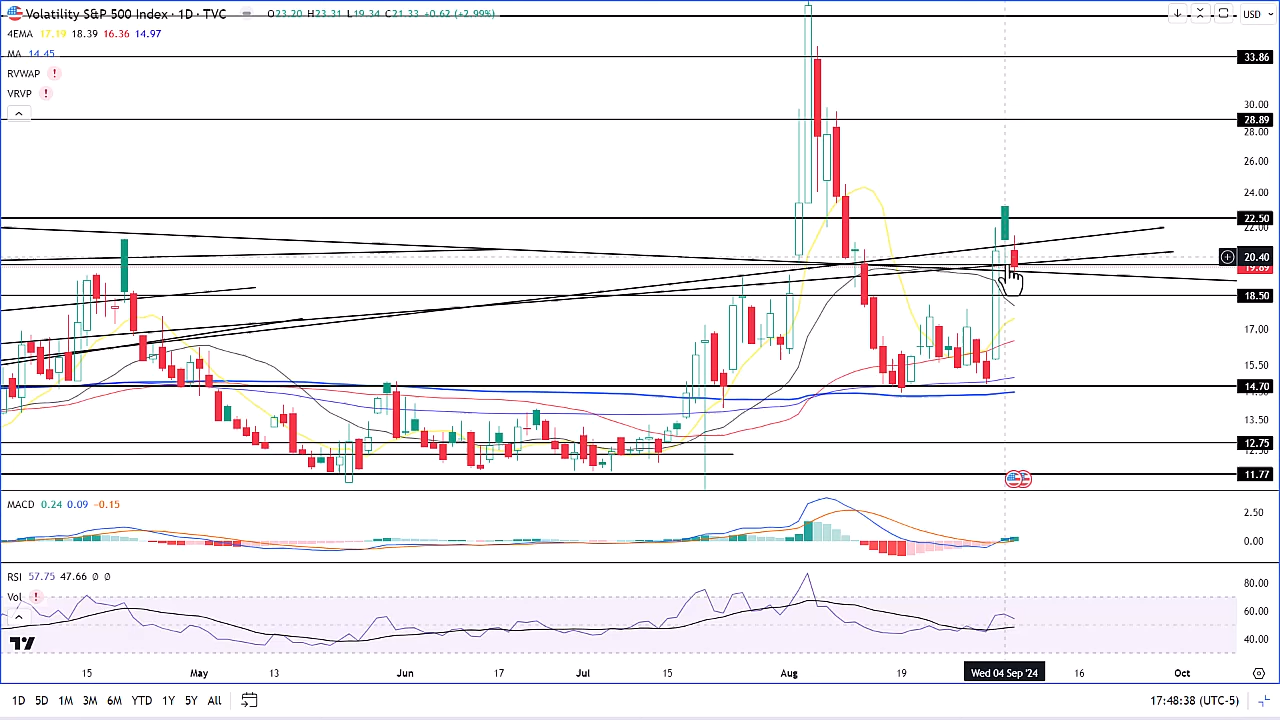 Volatility S&P 500 Index · 1D · TVC O23.20 H23.31 L19.34 C21.33 +0.62 (+2.99%)
USD
4EMA 17.19 18.39 16.36 14.97
MA 14.45
RVWAP !
VRVP !
33.86
30.00
28.89
28.00
26.00
24.00
22.50
22.00
20.40
19.89
18.50
17.00
15.50
14.70
13.50
12.75
11.77
MACD 0.24 0.09 −0.15
2.50
0.00
RSI 57.75 47.66 ∅ ∅
Vol !
80.00
60.00
40.00
15 May 13 Jun 17 Jul 15 Aug 19 Wed 04 Sep '24 16 Oct
1D 5D 1M 3M 6M YTD 1Y 5Y All
17:48:38 (UTC-5)